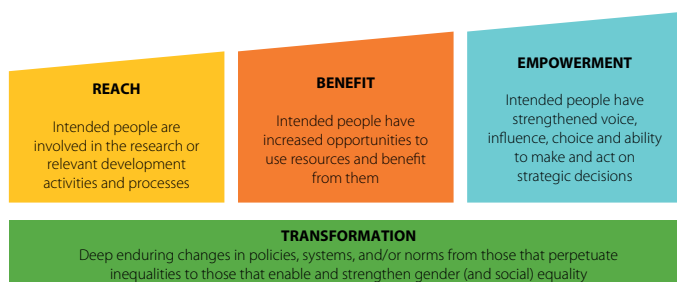 REACH
Intended people are
involved in the research or
relevant development
activities and processes
BENEFIT
Intended people have
increased opportunities to
use resources and benefit
from them
EMPOWERMENT
Intended people have
strengthened voice,
influence, choice and ability
to make and act on
strategic decisions
TRANSFORMATION
Deep enduring changes in policies, systems, and/or norms from those that perpetuate
inequalities to those that enable and strengthen gender (and social) equality